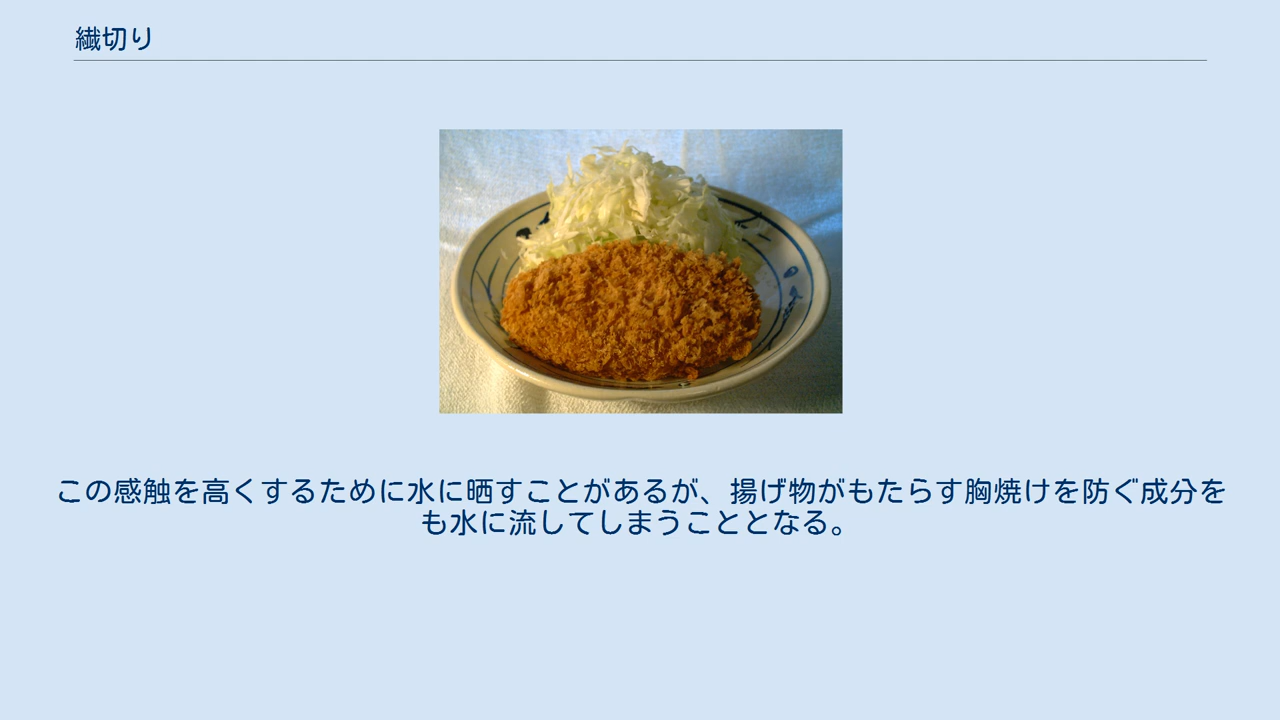 繊切り
この感触を高くするために水に晒すことがあるが、揚げ物がもたらす胸焼けを防ぐ成分を
も水に流してしまうこととなる。